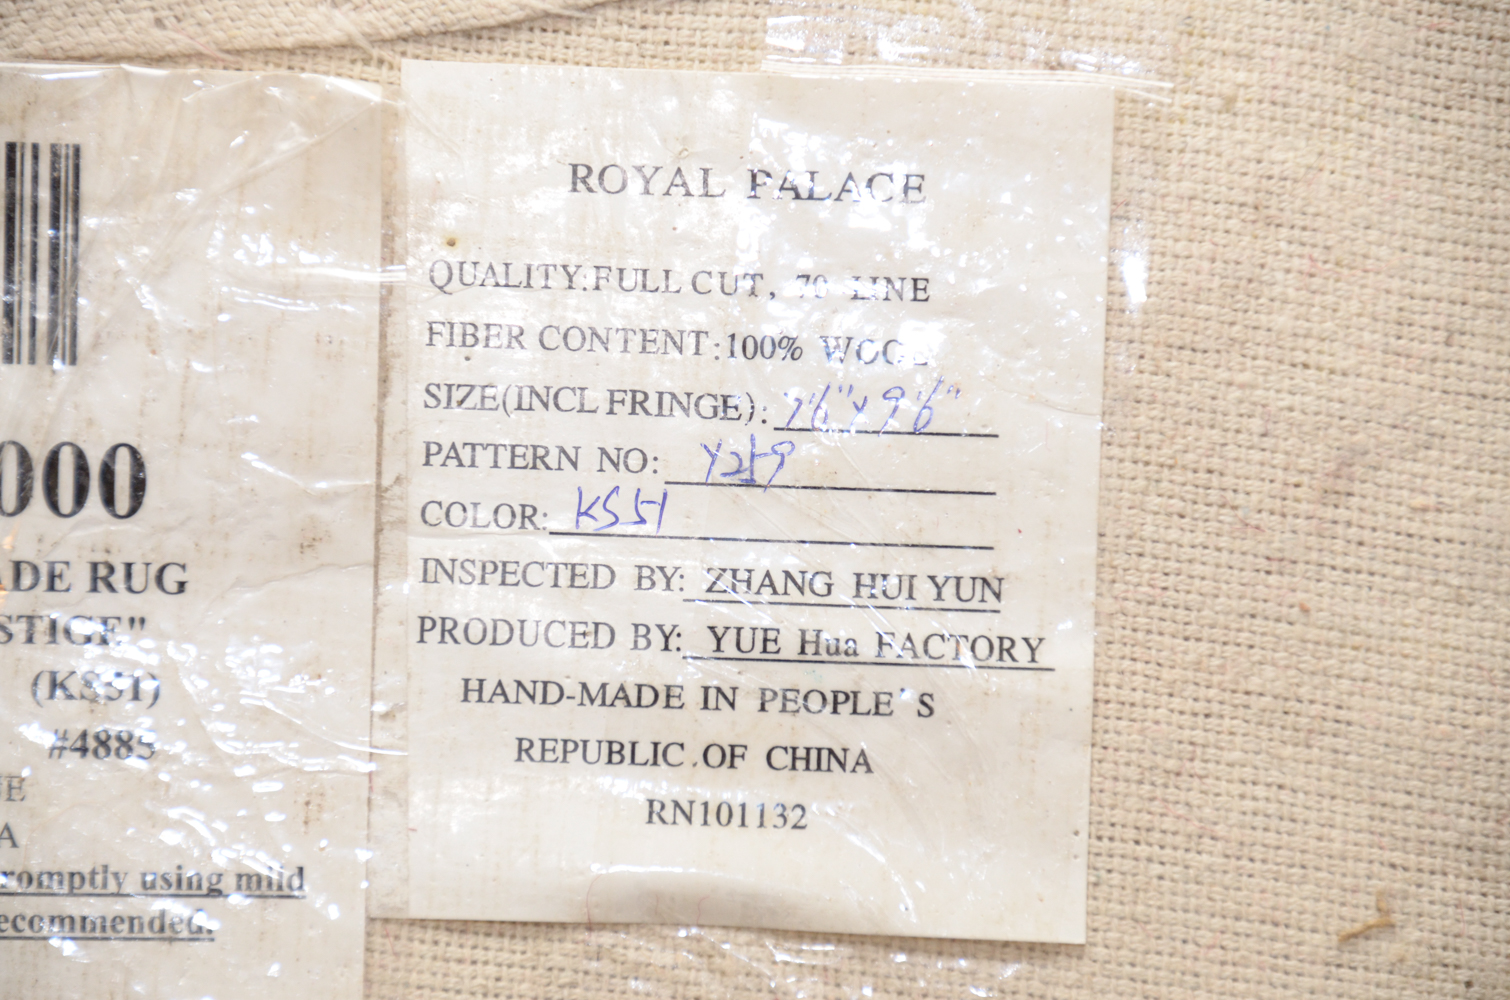 000
ADE RUG
STIGE"
(KS51)
#4885
E
A
romptly using mild
ecommended.
ROYAL PALACE
QUALITY:FULL CUT, 70 LINE
FIBER CONTENT:100% WOOL
SIZE(INCL FRINGE): 7'6"X9'6"
PATTERN NO: Y219
COLOR: KS51
INSPECTED BY: ZHANG HUI YUN
PRODUCED BY: YUE Hua FACTORY
HAND-MADE IN PEOPLE'S
REPUBLIC.OF CHINA
RN101132